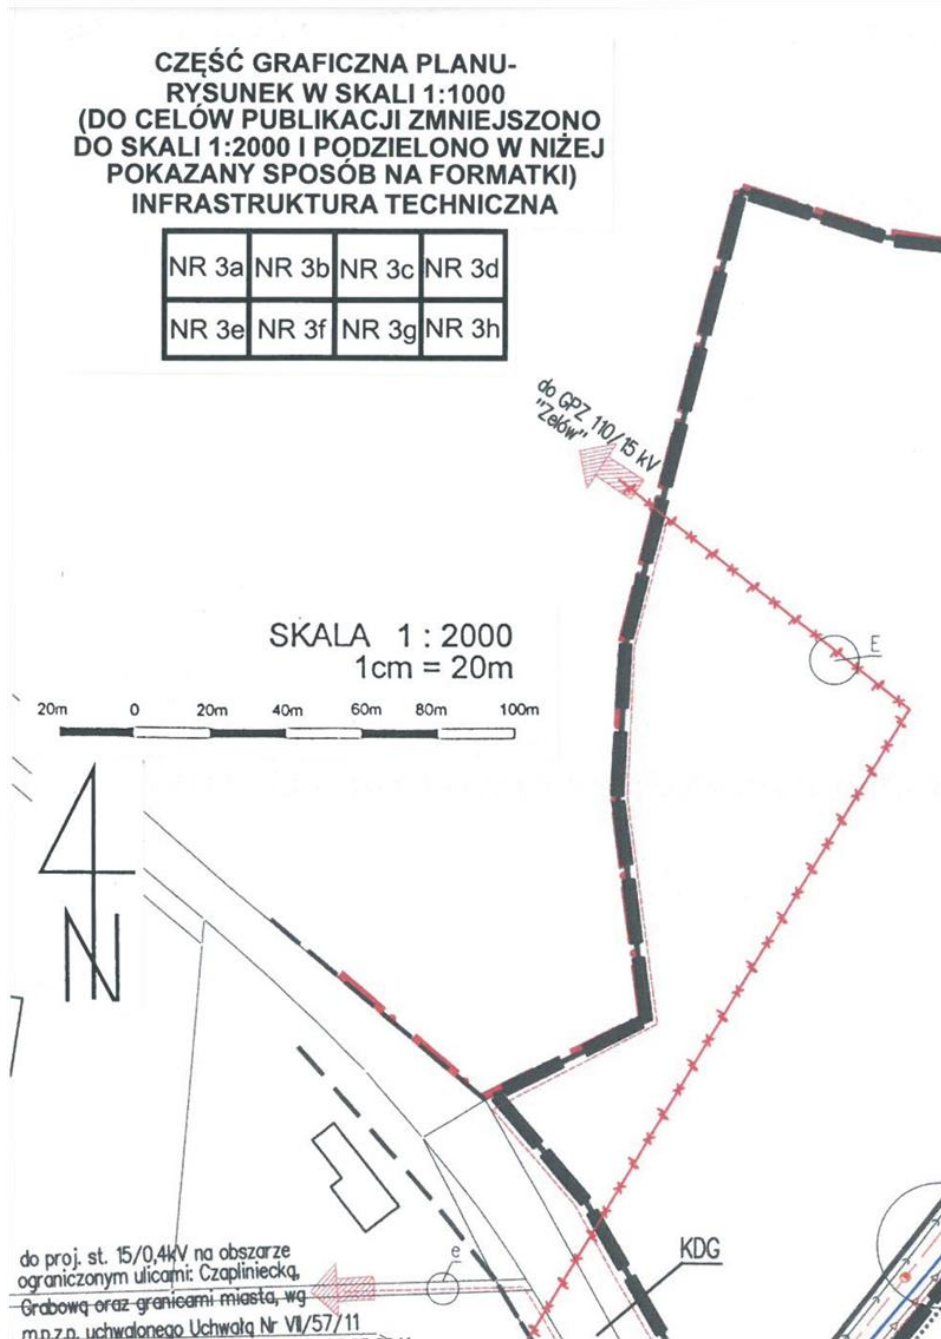 CZĘŚĆ GRAFICZNA PLANU-
RYSUNEK W SKALI 1:1000
(DO CELÓW PUBLIKACJI ZMNIEJSZONO
DO SKALI 1:2000 I PODZIELONO W NIŻEJ
POKAZANY SPOSÓB NA FORMATKI)
INFRASTRUKTURA TECHNICZNA
NR 3a NR 3b NR 3c NR 3d
NR 3e NR 3f NR 3g NR 3h
do GPZ 110/15 kV
"Zelów"
E
SKALA 1 : 2000
1cm = 20m
20m 0 20m 40m 60m 80m 100m
N
KDG
e
do proj. st. 15/0,4kV na obszarze
ograniczonym ulicami: Czapliniecką,
Grabową oraz granicami miasta, wg
m.p.z.p. uchwalonego Uchwałą Nr VII/57/11